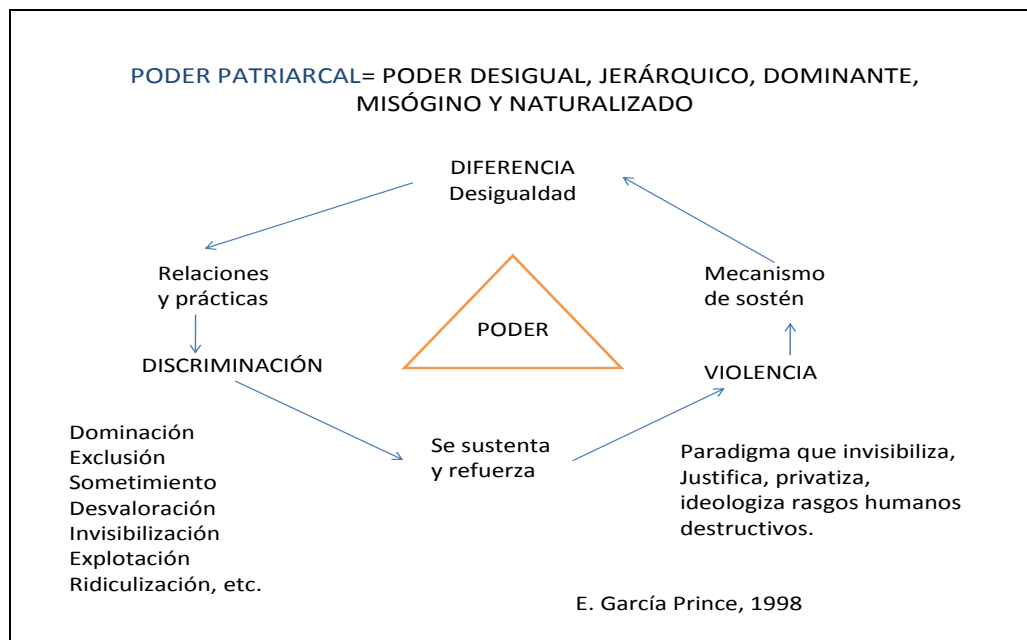 PODER PATRIARCAL= PODER DESIGUAL, JERÁRQUICO, DOMINANTE,
MISÓGINO Y NATURALIZADO
DIFERENCIA
Desigualdad
Relaciones
y prácticas
Mecanismo
de sostén
PODER
DISCRIMINACIÓN
VIOLENCIA
Dominación
Exclusión
Sometimiento
Desvaloración
Invisibilización
Explotación
Ridiculización, etc.
Se sustenta
y refuerza
Paradigma que invisibiliza,
Justifica, privatiza,
ideologiza rasgos humanos
destructivos.
E. García Prince, 1998